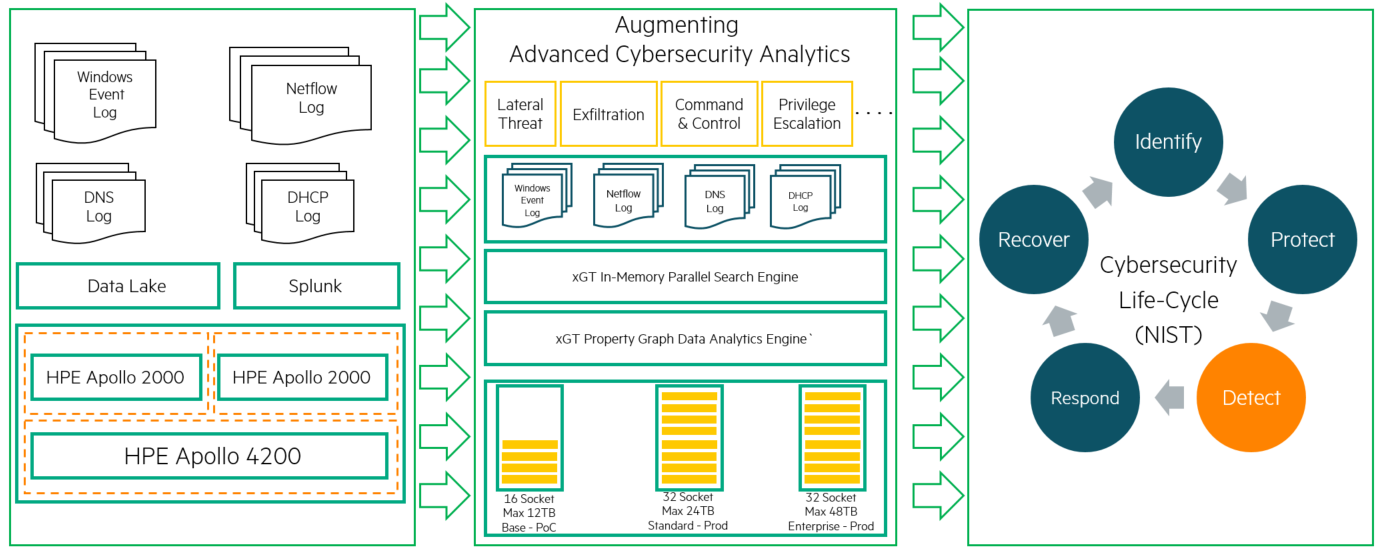 Windows
Event
Log
Netflow
Log
DNS
Log
DHCP
Log
Data Lake
Splunk
HPE Apollo 2000
HPE Apollo 2000
HPE Apollo 4200
Augmenting
Advanced Cybersecurity Analytics
Lateral
Threat
Exfiltration
Command
& Control
Privilege
Escalation
. . . .
Windows
Event
Log
Netflow
Log
DNS
Log
DHCP
Log
xGT In-Memory Parallel Search Engine
xGT Property Graph Data Analytics Engine`
16 Socket
Max 12TB
Base - PoC
32 Socket
Max 24TB
Standard - Prod
32 Socket
Max 48TB
Enterprise - Prod
Identify
Protect
Detect
Respond
Recover
Cybersecurity
Life-Cycle
(NIST)